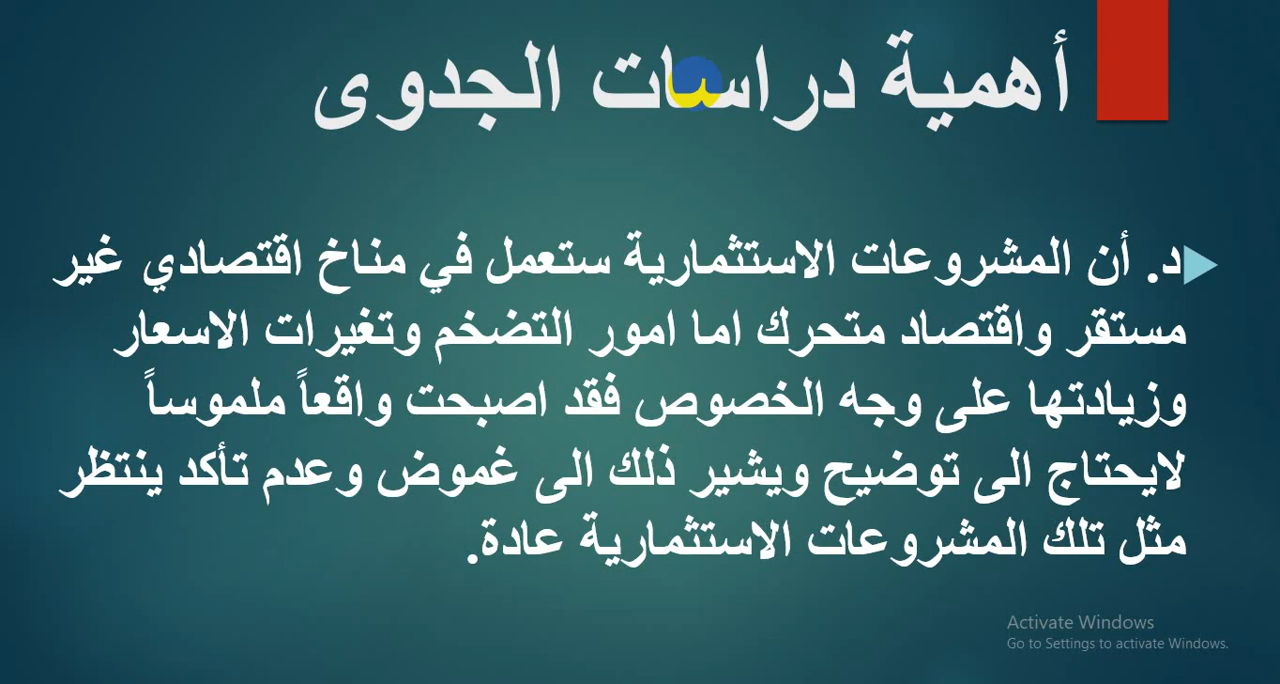 أهمية دراسات الجدوى
د. أن المشروعات الاستثمارية ستعمل في مناخ اقتصادي غير
مستقر واقتصاد متحرك اما امور التضخم وتغيرات الاسعار
وزيادتها على وجه الخصوص فقد اصبحت واقعاً ملموساً
لايحتاج الى توضيح ويشير ذلك الى غموض وعدم تأكد ينتظر
مثل تلك المشروعات الاستثمارية عادة.
Activate Windows
Go to Settings to activate Windows.